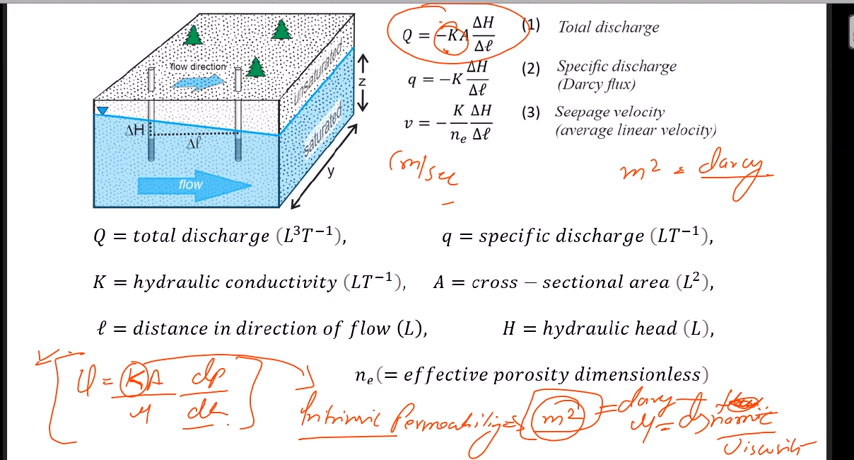 Q = −KA ΔH/Δℓ (1) Total discharge
q = −K ΔH/Δℓ (2) Specific discharge
(Darcy flux)
v = − K/nₑ ΔH/Δℓ (3) Seepage velocity
(average linear velocity)
flow direction
unsaturated
z
ΔH
Δℓ
saturated
y
flow
m/sec
m² = darcy
Q = total discharge (L³T⁻¹), q = specific discharge (LT⁻¹),
K = hydraulic conductivity (LT⁻¹), A = cross − sectional area (L²),
ℓ = distance in direction of flow (L), H = hydraulic head (L),
nₑ(= effective porosity dimensionless)
KA/μ dp/dL
Intrinsic Permeability = m² = darcy
μ = dynamic
Viscosity